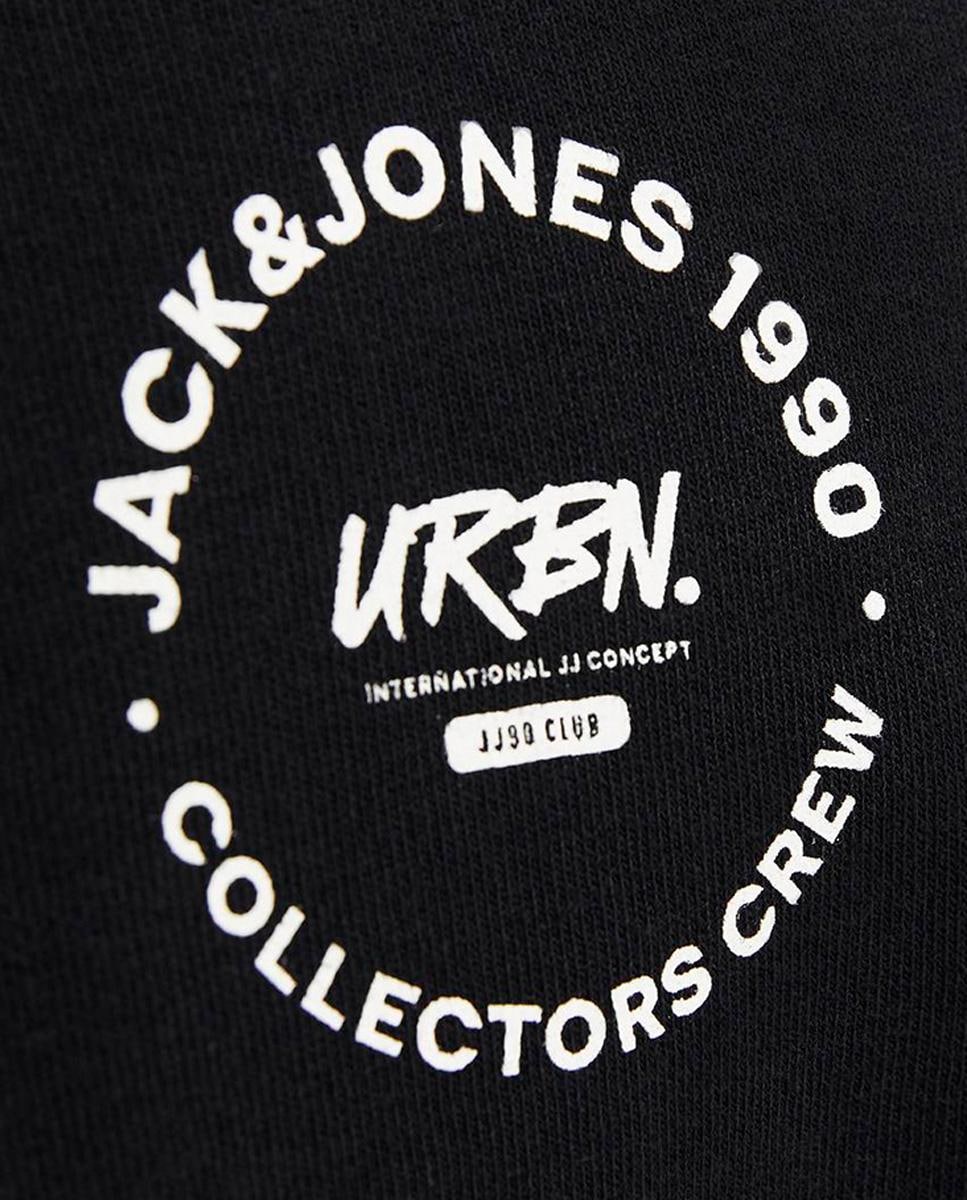 JACK&JONES 1990
URBN.
INTERNATIONAL JJ CONCEPT
JJ90 CLUB
COLLECTORS CREW